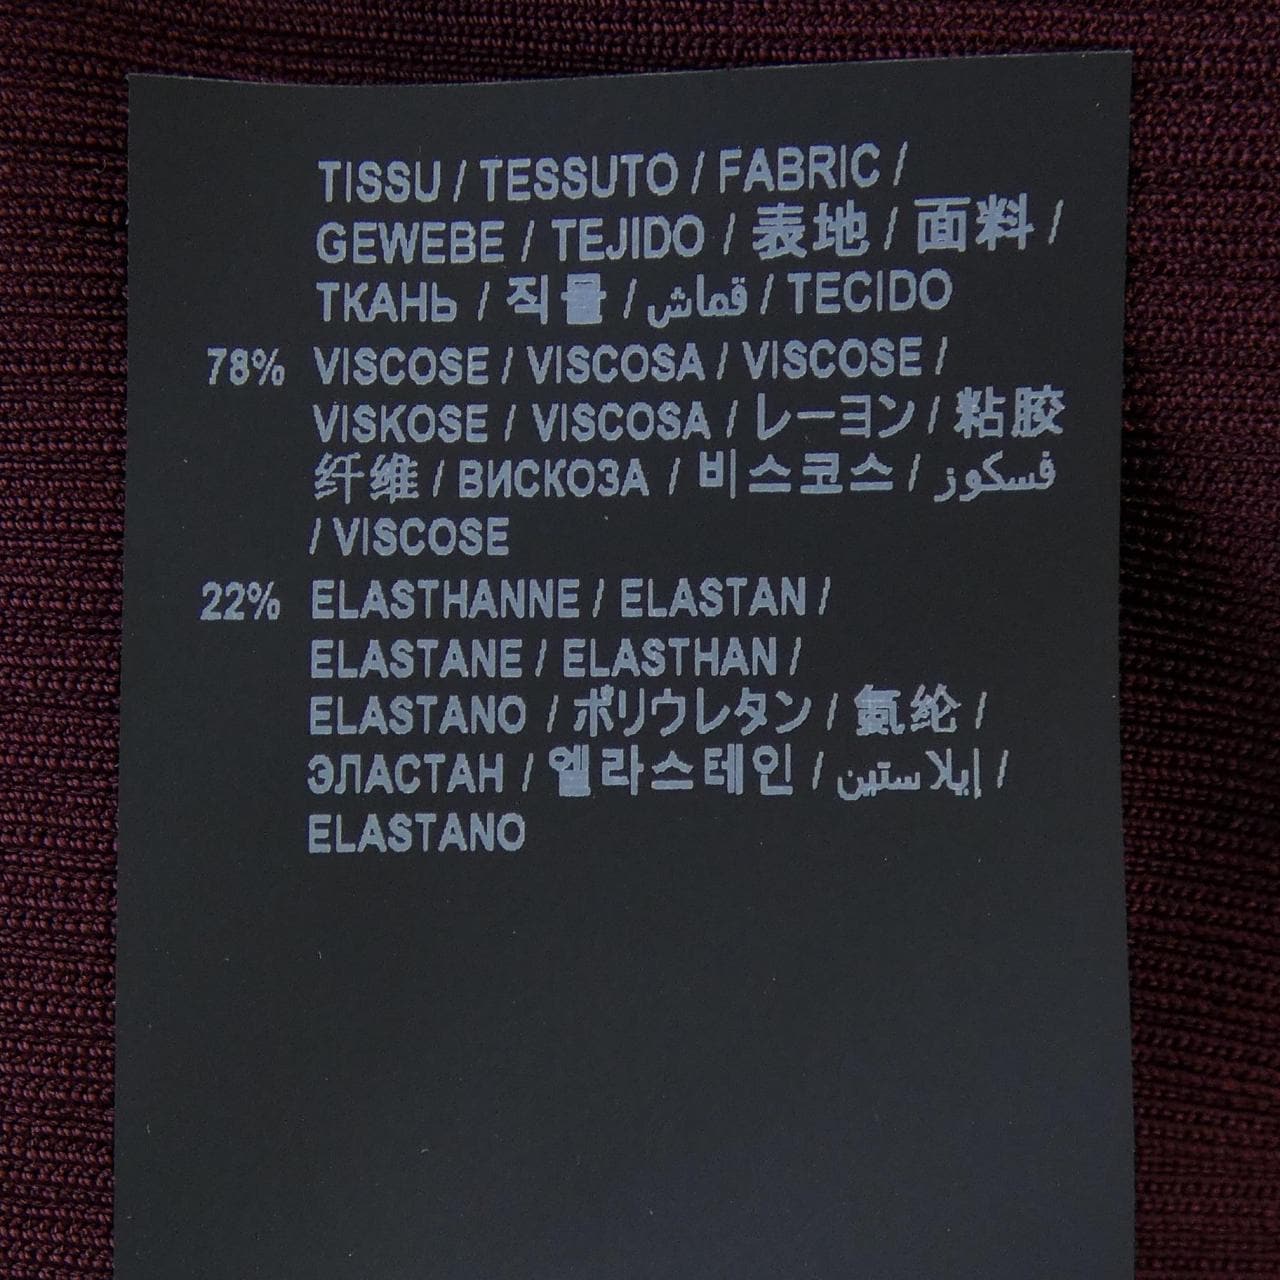 TISSU / TESSUTO / FABRIC /
GEWEBE / TEJIDO / 表地 / 面料 /
ТКАНЬ / 직물 / قماش / TECIDO
78% VISCOSE / VISCOSA / VISCOSE /
VISKOSE / VISCOSA / レーヨン / 粘胶
纤维 / ВИСКОЗА / 비스코스 / فسكوز
/ VISCOSE
22% ELASTHANNE / ELASTAN /
ELASTANE / ELASTHAN /
ELASTANO / ポリウレタン / 氨纶 /
ЭЛАСТАН / 엘라스테인 / إيلاستين /
ELASTANO